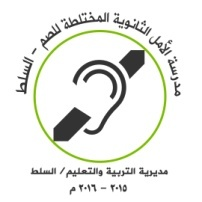 مدرسة الأمل الثانوية المختلطة للصم - السلط
مديرية التربية والتعليم/ السلط
٢٠١٥ - ٢٠١٦ م